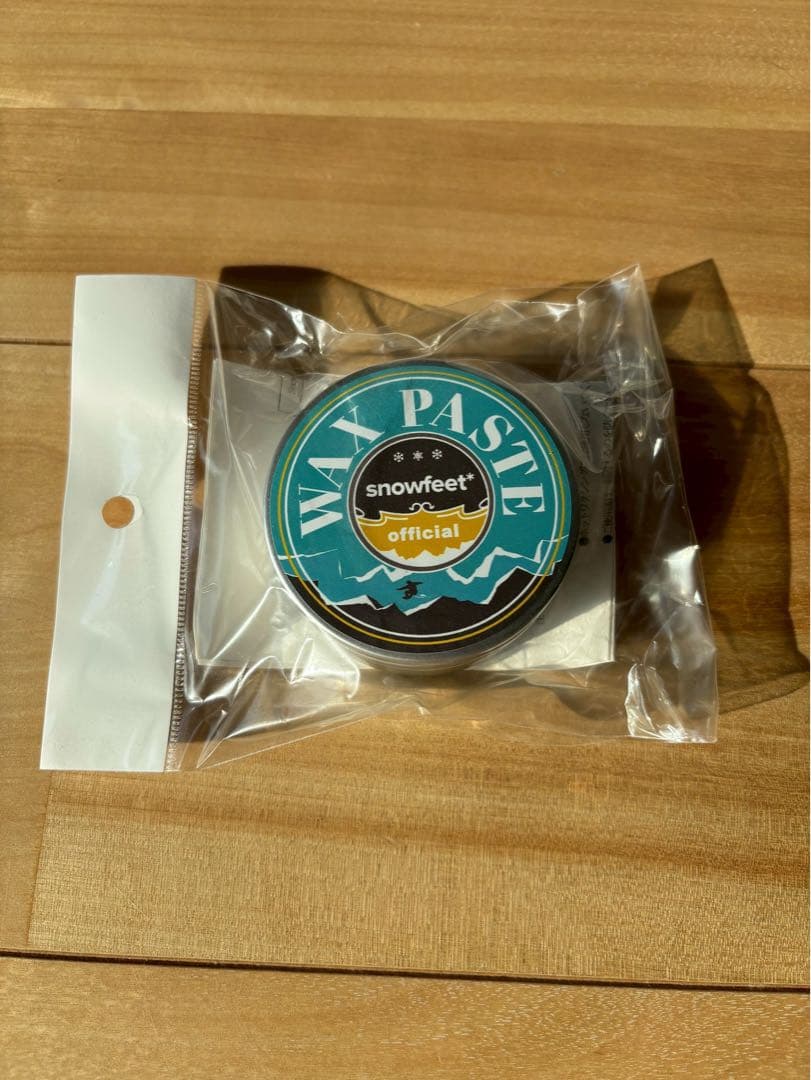 WAX PASTE
snowfeet*
official